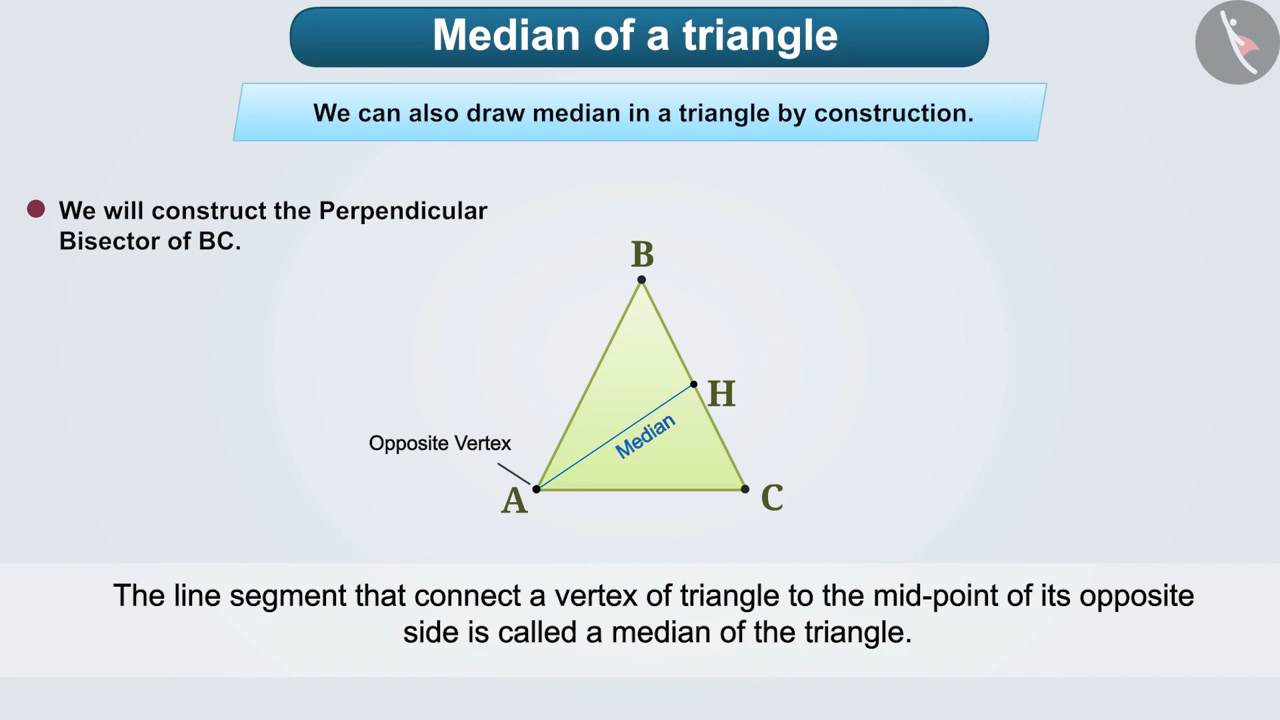 Median of a triangle
We can also draw median in a triangle by construction.
We will construct the Perpendicular
Bisector of BC.
B
H
Median
Opposite Vertex
A
C
The line segment that connect a vertex of triangle to the mid-point of its opposite
side is called a median of the triangle.